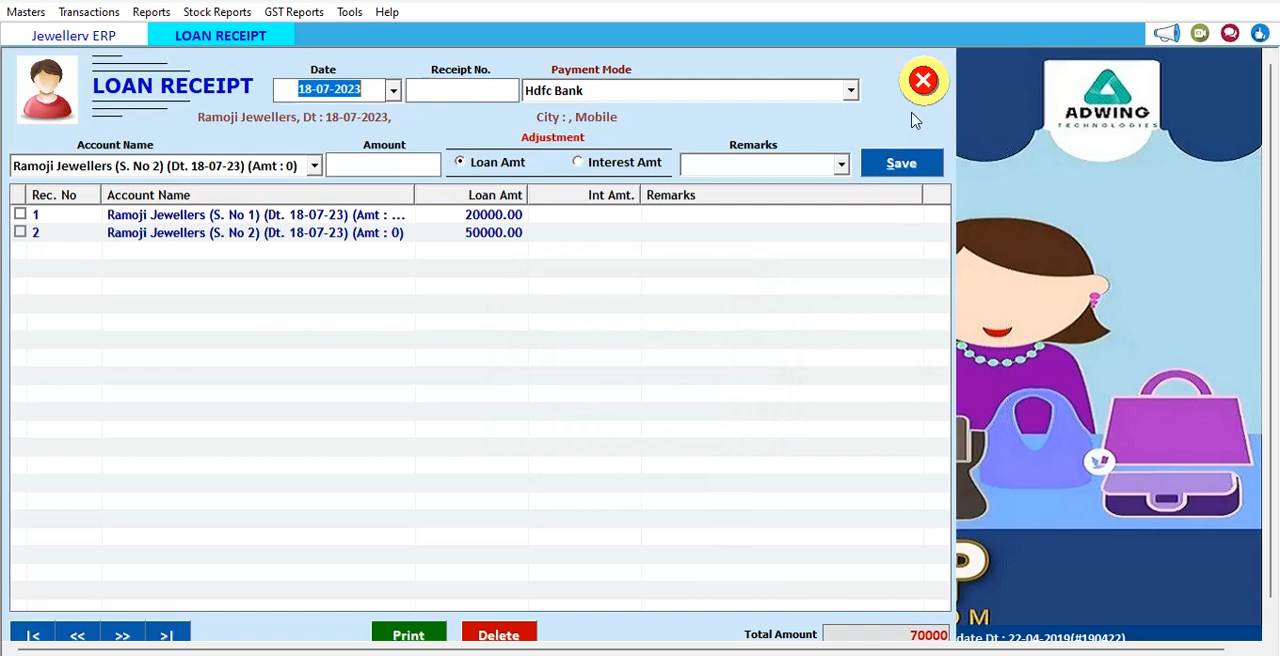 Masters Transactions Reports Stock Reports GST Reports Tools Help
Jewellery ERP LOAN RECEIPT
LOAN RECEIPT
Date Receipt No. Payment Mode
18-07-2023 Hdfc Bank
Ramoji Jewellers, Dt : 18-07-2023, City : , Mobile
Adjustment
Account Name Amount Remarks
Ramoji Jewellers (S. No 2) (Dt. 18-07-23) (Amt : 0) Loan Amt Interest Amt Save
Rec. No Account Name Loan Amt Int Amt. Remarks
1 Ramoji Jewellers (S. No 1) (Dt. 18-07-23) (Amt : ... 20000.00
2 Ramoji Jewellers (S. No 2) (Dt. 18-07-23) (Amt : 0) 50000.00
|< << >> >| Print Delete Total Amount 70000
ADWING
TECHNOLOGIES
P
M
date Dt : 22-04-2019(#190422)